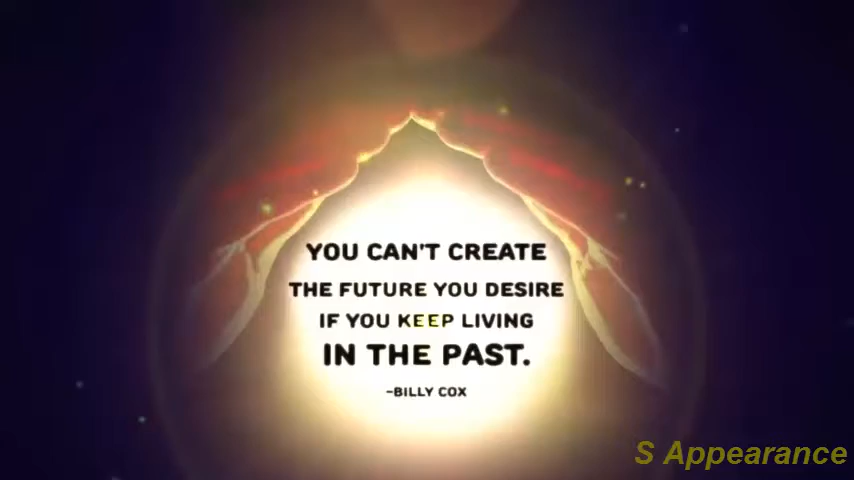 YOU CAN'T CREATE
THE FUTURE YOU DESIRE
IF YOU KEEP LIVING
IN THE PAST.
-BILLY COX
S Appearance